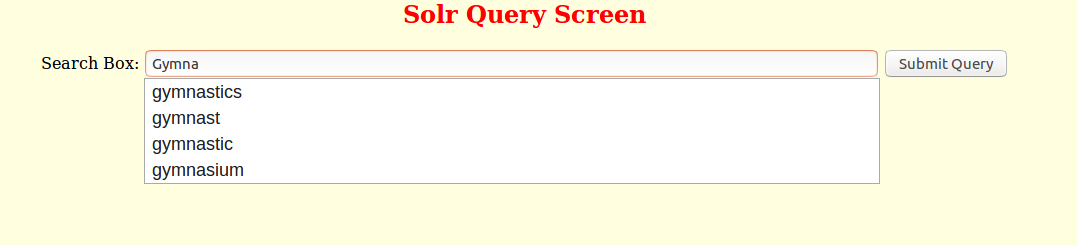 Solr Query Screen
Search Box: Gymna Submit Query
gymnastics
gymnast
gymnastic
gymnasium